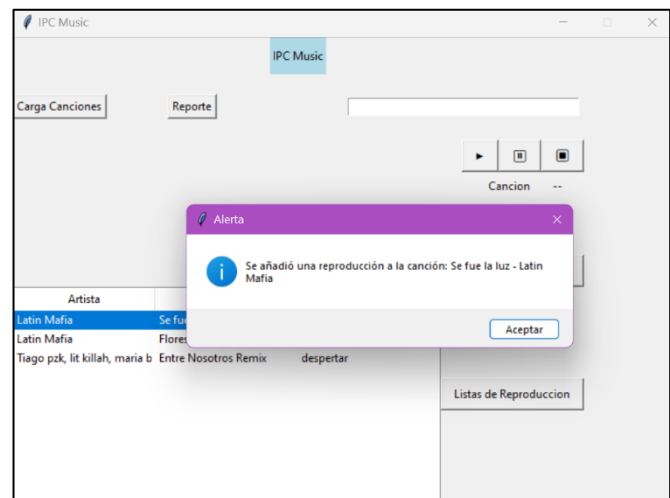 IPC Music
IPC Music
Carga Canciones Reporte
Cancion --
Alerta
Se añadió una reproducción a la canción: Se fue la luz - Latin
Mafia
Aceptar
Artista
Latin Mafia Se fue
Latin Mafia Flores
Tiago pzk, lit killah, maria b Entre Nosotros Remix despertar
Listas de Reproduccion